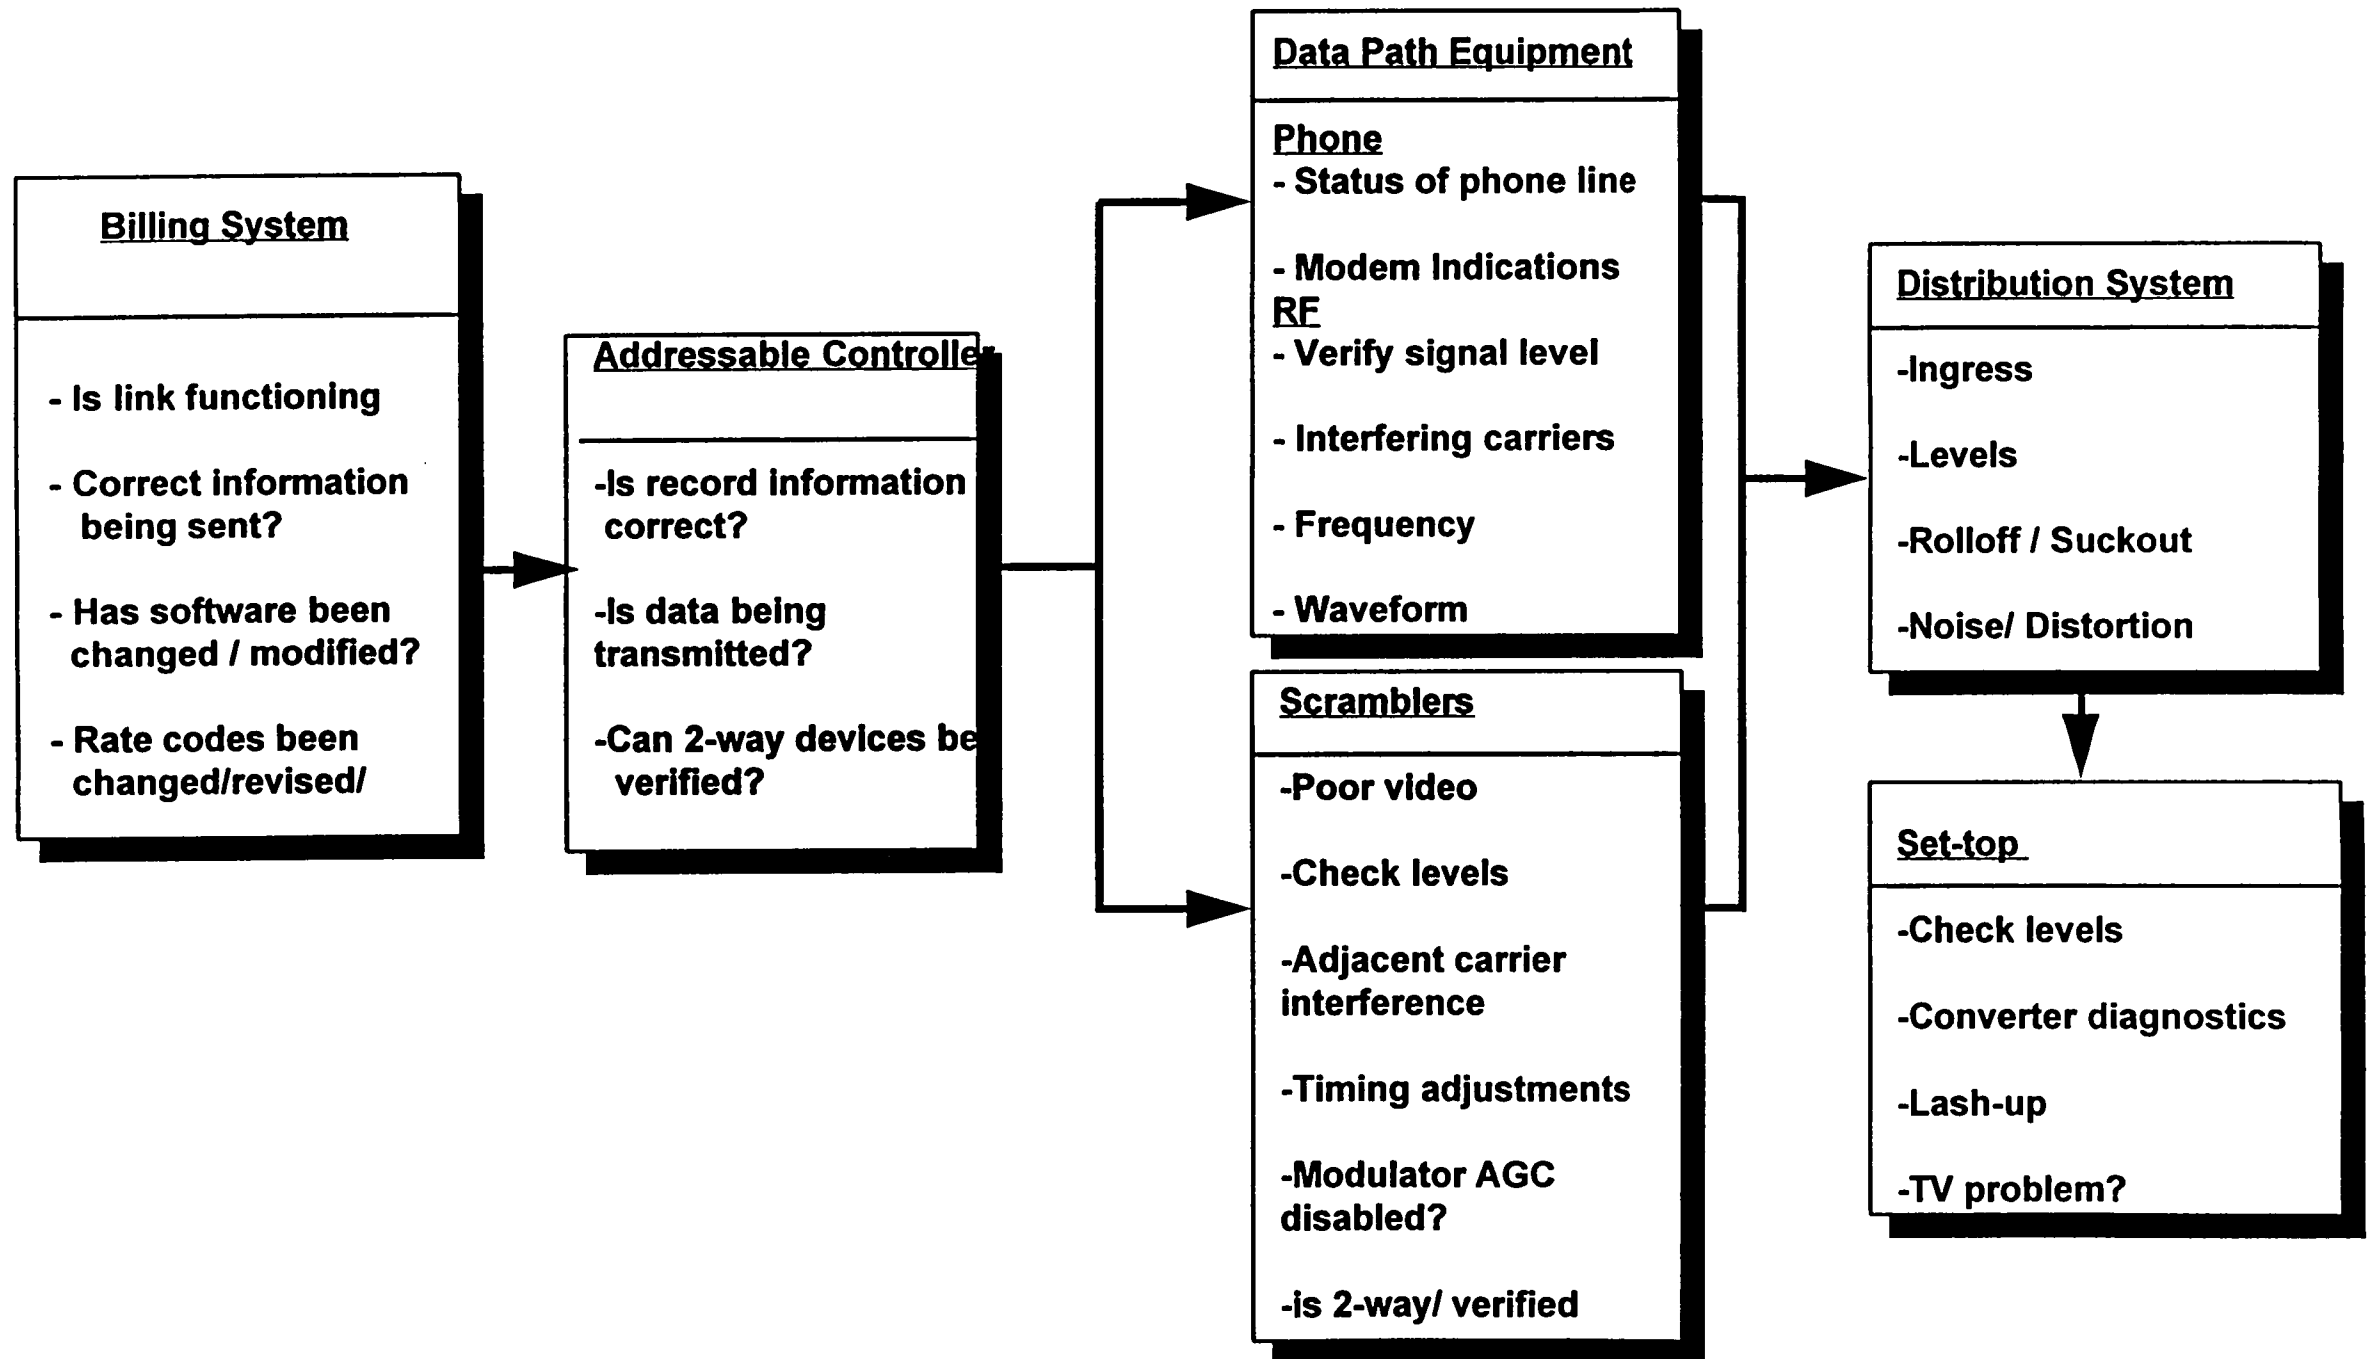 Billing System
- Is link functioning
- Correct information
being sent?
- Has software been
changed / modified?
- Rate codes been
changed/revised/
Addressable Controller
-Is record information
correct?
-Is data being
transmitted?
-Can 2-way devices be
verified?
Data Path Equipment
Phone
- Status of phone line
- Modem Indications
RF
- Verify signal level
- Interfering carriers
- Frequency
- Waveform
Scramblers
-Poor video
-Check levels
-Adjacent carrier
interference
-Timing adjustments
-Modulator AGC
disabled?
-is 2-way/ verified
Distribution System
-Ingress
-Levels
-Rolloff / Suckout
-Noise/ Distortion
Set-top
-Check levels
-Converter diagnostics
-Lash-up
-TV problem?